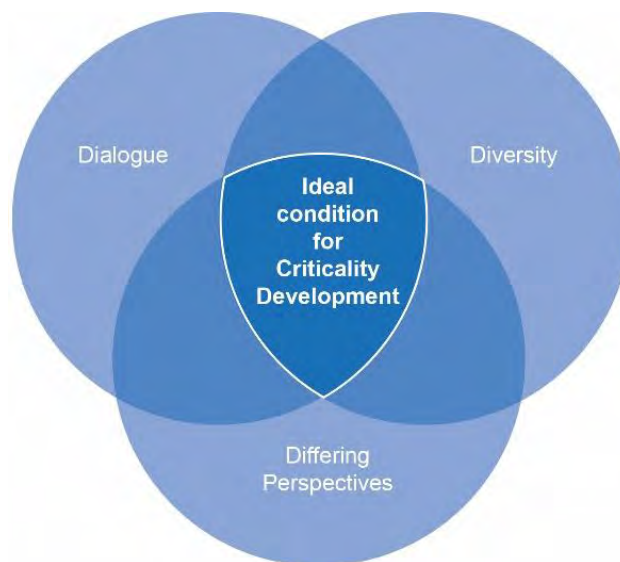 Dialogue
Diversity
Ideal
condition
for
Criticality
Development
Differing
Perspectives